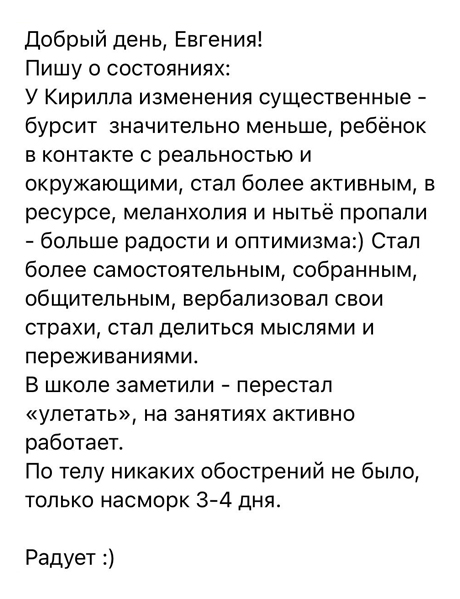 Добрый день, Евгения!
Пишу о состояниях:
У Кирилла изменения существенные -
бурсит  значительно меньше, ребёнок
в контакте с реальностью и
окружающими, стал более активным, в
ресурсе, меланхолия и нытьё пропали
- больше радости и оптимизма:) Стал
более самостоятельным, собранным,
общительным, вербализовал свои
страхи, стал делиться мыслями и
переживаниями.
В школе заметили - перестал
«улетать», на занятиях активно
работает.
По телу никаких обострений не было,
только насморк 3-4 дня.

Радует :)